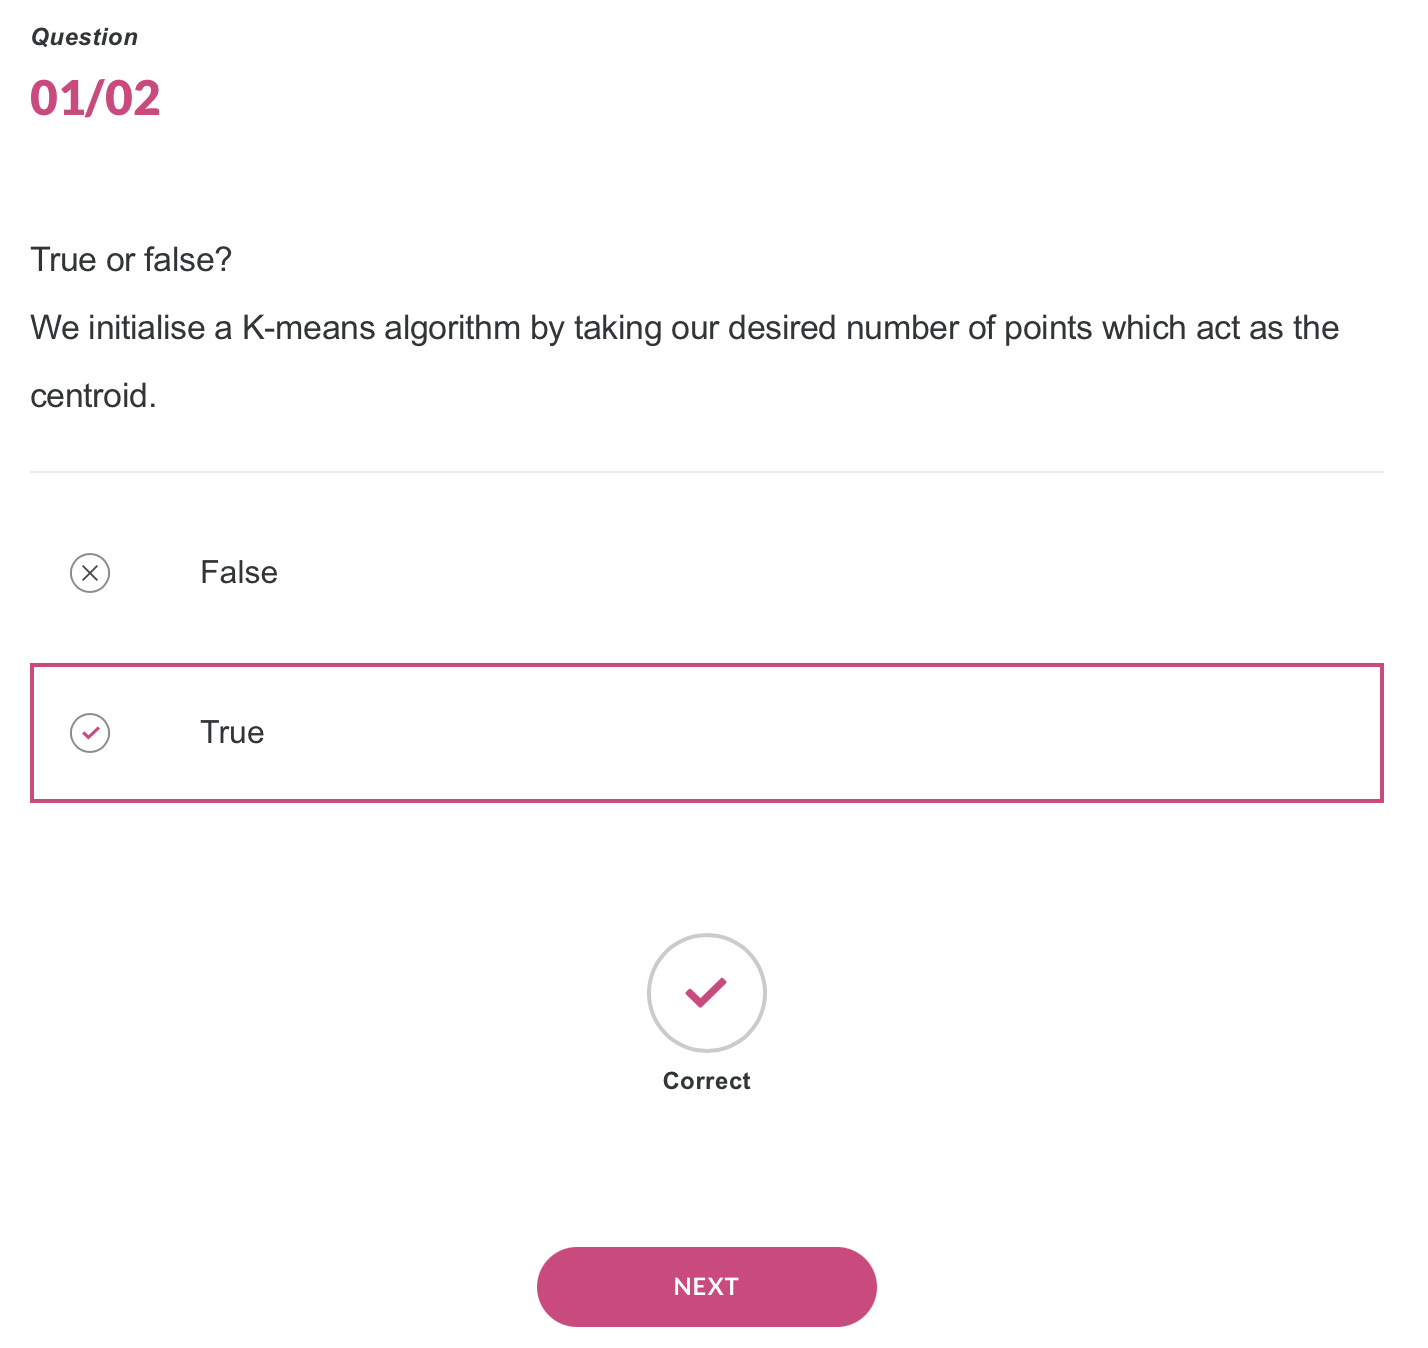 Question
01/02
True or false?
We initialise a K-means algorithm by taking our desired number of points which act as the
centroid.
False
True
Correct
NEXT